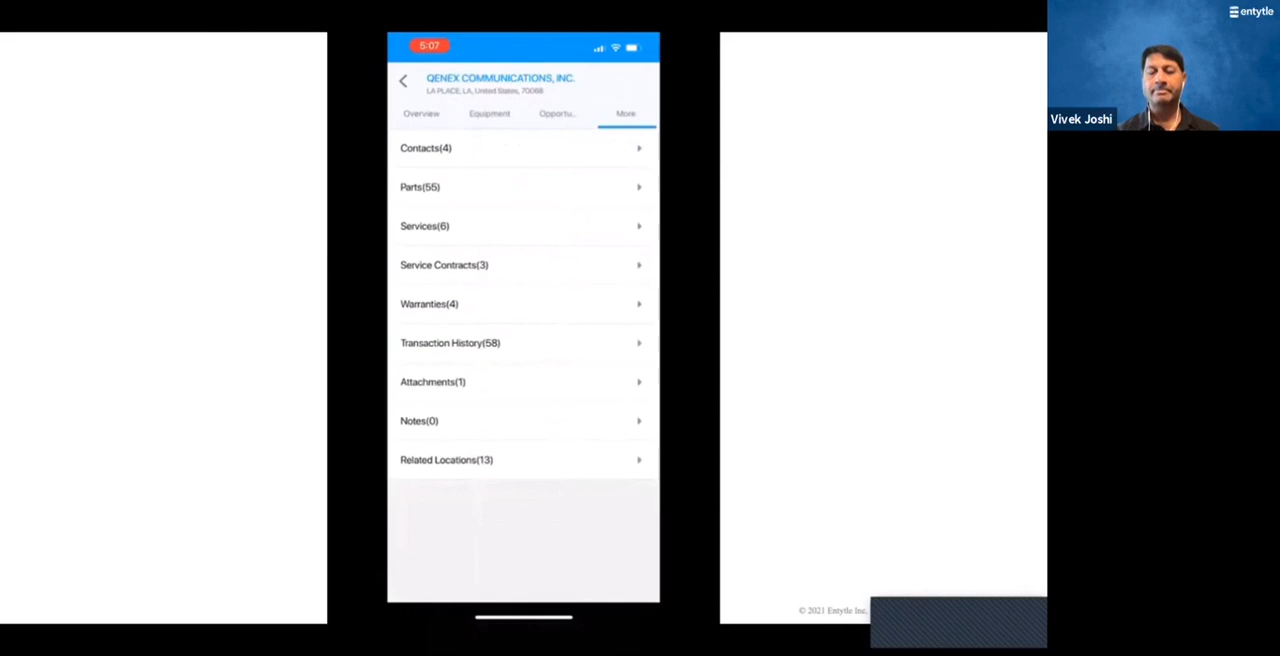 5:07
QENEX COMMUNICATIONS, INC.
LA PLACE, LA, United States, 70068
Overview Equipment Opportu... More
Contacts(4)
Parts(55)
Services(6)
Service Contracts(3)
Warranties(4)
Transaction History(58)
Attachments(1)
Notes(0)
Related Locations(13)
© 2021 Entytle Inc.
entytle
Vivek Joshi